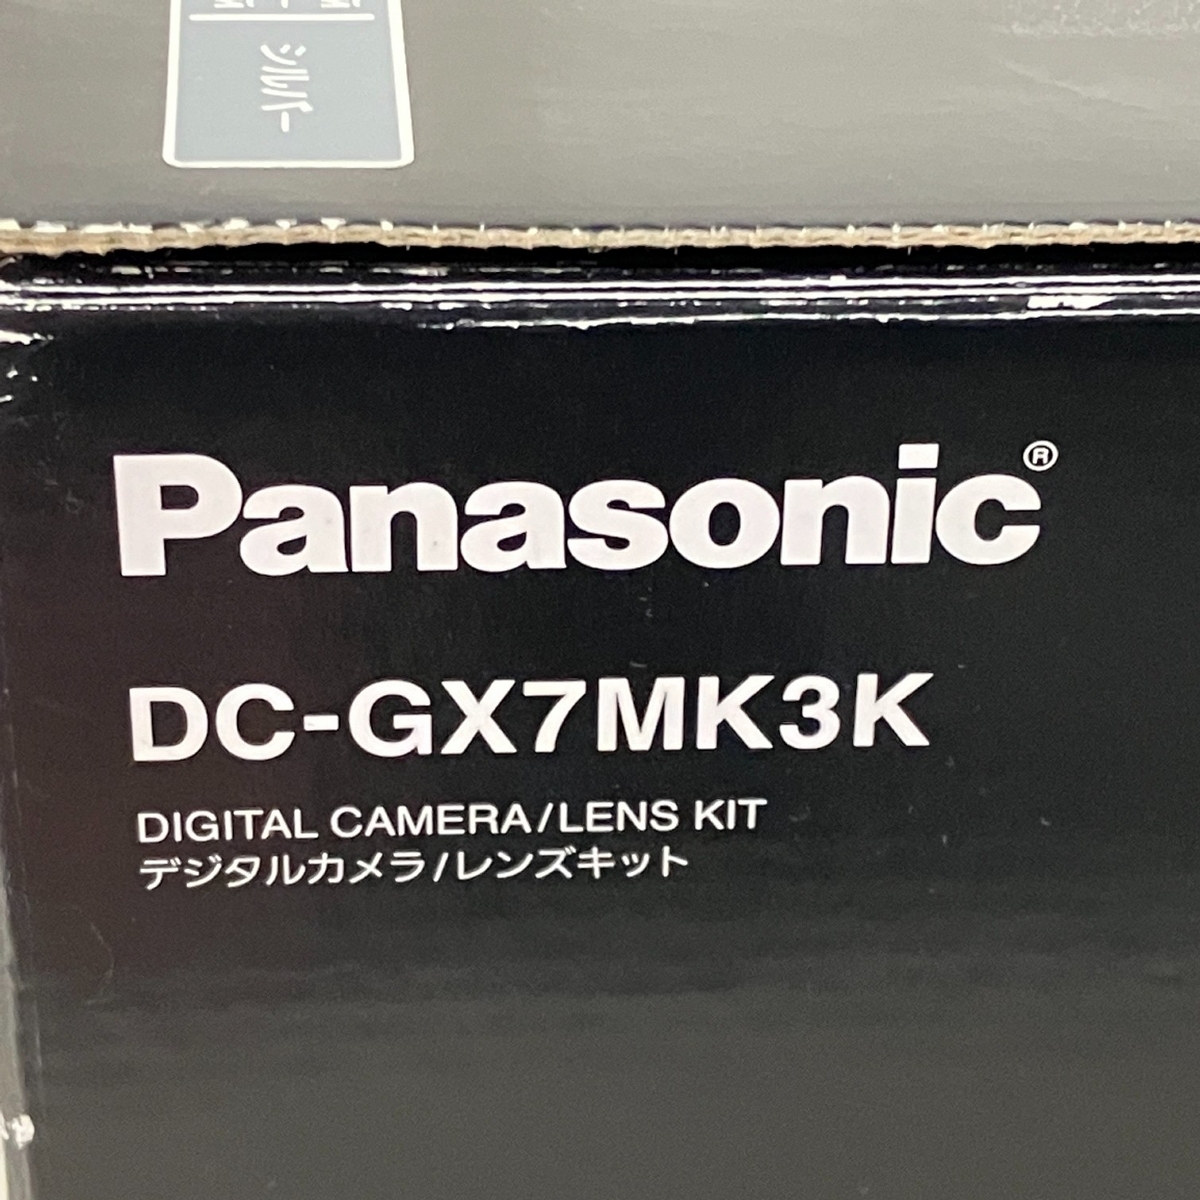 シルバー
Panasonic®
DC-GX7MK3K
DIGITAL CAMERA/LENS KIT
デジタルカメラ/レンズキット